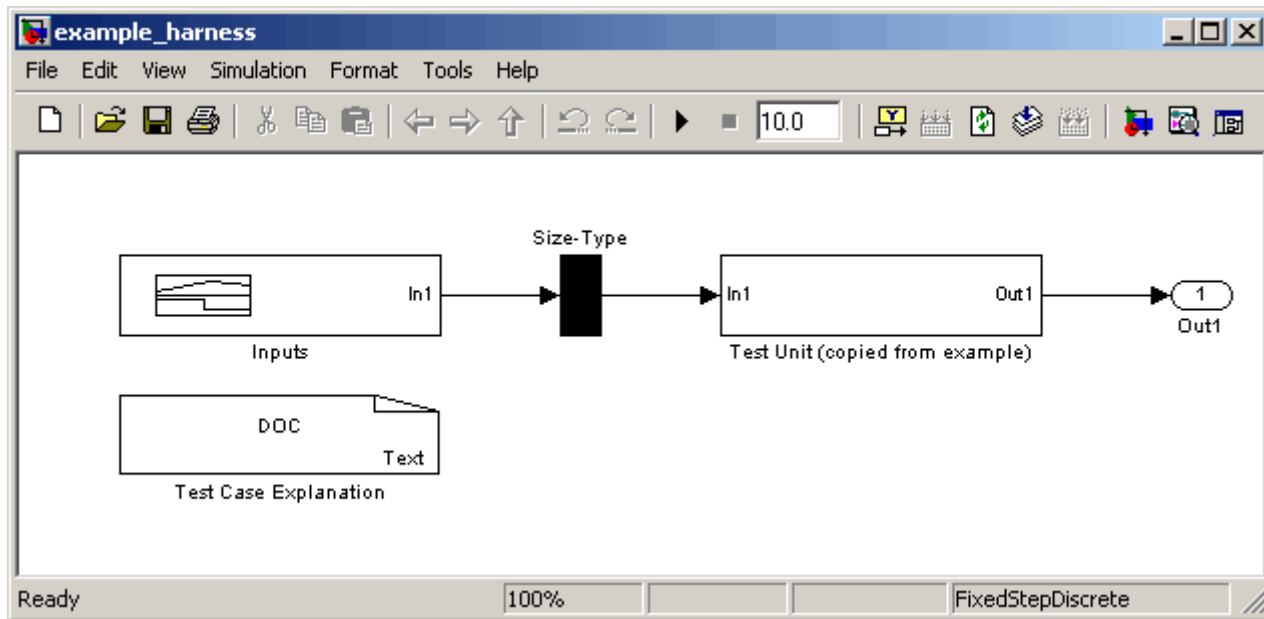 example_harness
File Edit View Simulation Format Tools Help
10.0
Size-Type
In1
In1
Out1
1
Out1
Inputs
Test Unit (copied from example)
DOC
Text
Test Case Explanation
Ready 100% FixedStepDiscrete